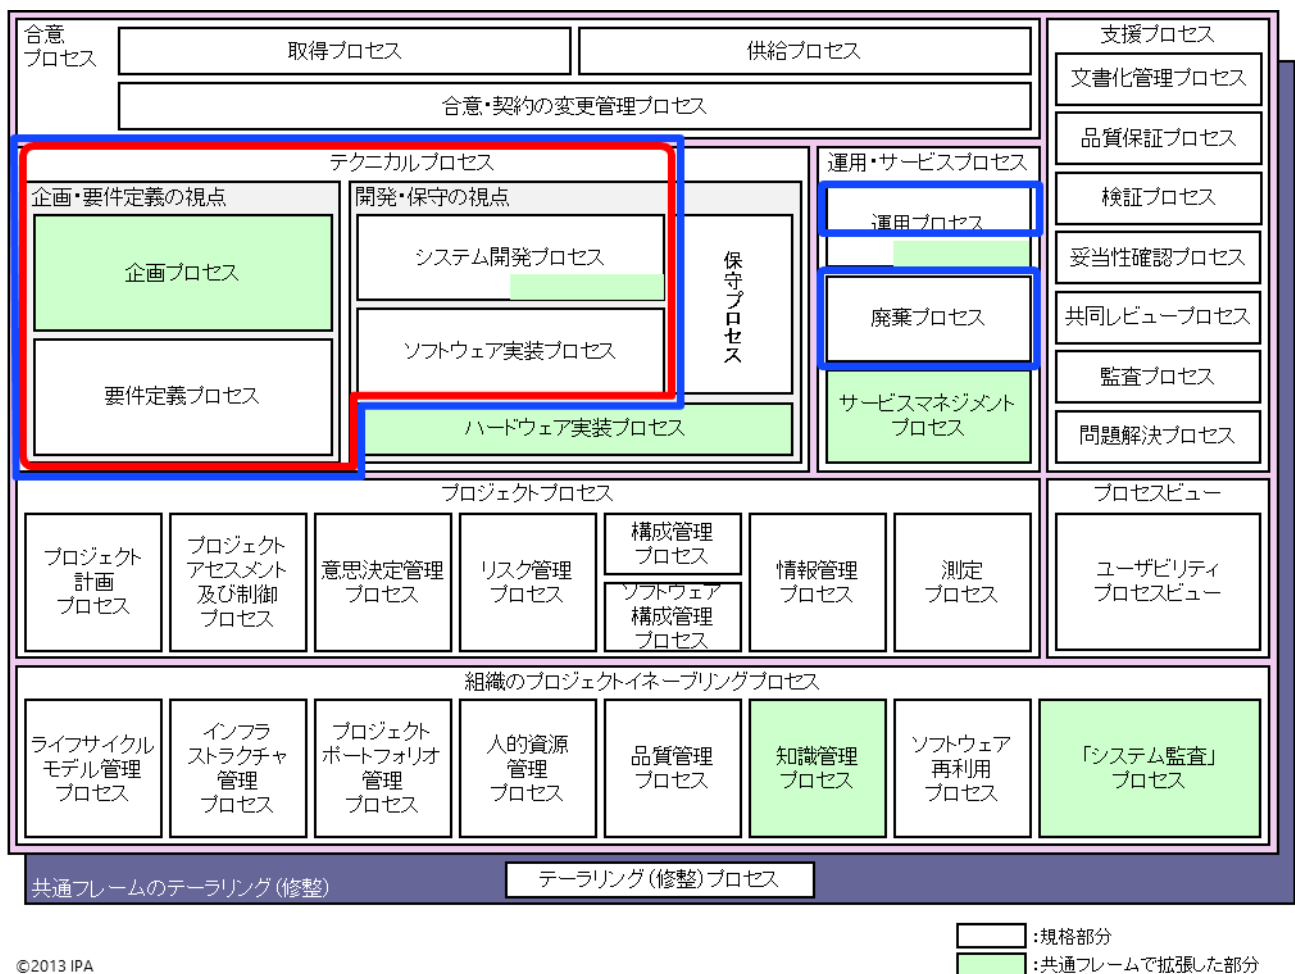 合意
プロセス
取得プロセス
供給プロセス
合意・契約の変更管理プロセス
支援プロセス
文書化管理プロセス
品質保証プロセス
検証プロセス
妥当性確認プロセス
共同レビュープロセス
監査プロセス
問題解決プロセス
テクニカルプロセス
企画・要件定義の視点
企画プロセス
要件定義プロセス
開発・保守の視点
システム開発プロセス
ソフトウェア実装プロセス
保守プロセス
ハードウェア実装プロセス
運用・サービスプロセス
運用プロセス
廃棄プロセス
サービスマネジメント
プロセス
プロジェクトプロセス
プロジェクト
計画
プロセス
プロジェクト
アセスメント
及び制御
プロセス
意思決定管理
プロセス
リスク管理
プロセス
構成管理
プロセス
ソフトウェア
構成管理
プロセス
情報管理
プロセス
測定
プロセス
プロセスビュー
ユーザビリティ
プロセスビュー
組織のプロジェクトイネーブリングプロセス
ライフサイクル
モデル管理
プロセス
インフラ
ストラクチャ
管理
プロセス
プロジェクト
ポートフォリオ
管理
プロセス
人的資源
管理
プロセス
品質管理
プロセス
知識管理
プロセス
ソフトウェア
再利用
プロセス
「システム監査」
プロセス
共通フレームのテーラリング(修整)
テーラリング(修整)プロセス
:規格部分
:共通フレームで拡張した部分
©2013 IPA